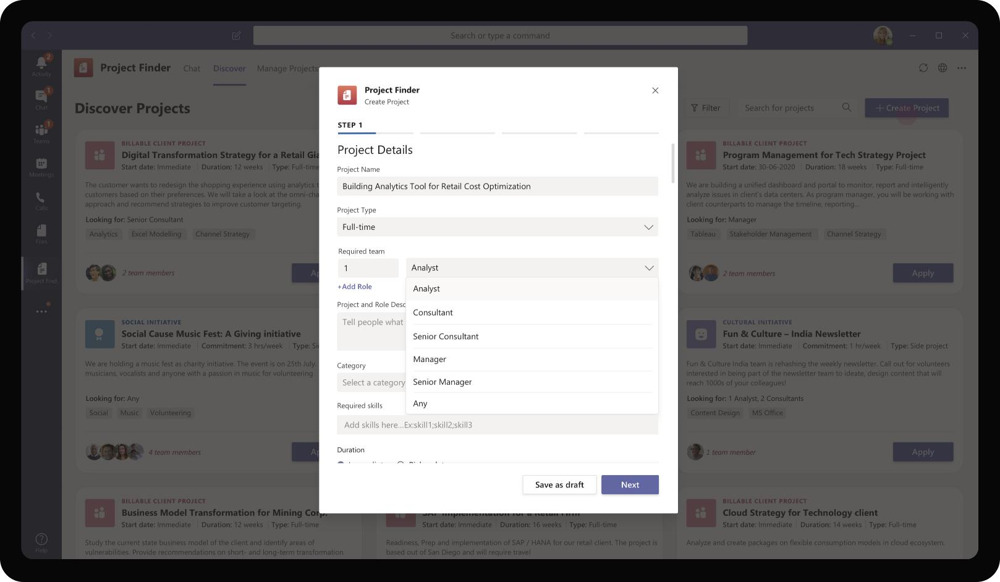 Search or type a command
2
Activity
1
Chat
1
Teams
Meetings
Calls
Files
Project Find...
Help
Project Finder
Chat
Discover
Manage Projects
Discover Projects
Filter
Search for projects
+ Create Project
BILLABLE CLIENT PROJECT
Digital Transformation Strategy for a Retail Gia
Start date: Immediate | Duration: 12 weeks | Type: Full-time
The customer wants to redesign the shopping experience using analytics t
customers based on their preferences. We will take a look at the omni-cha
approach and recommend strategies to improve customer targeting.
Looking for: Senior Consultant
Analytics
Excel Modelling
Channel Strategy
2 team members
Ap
SOCIAL INITIATIVE
Social Cause Music Fest: A Giving initiative
Start date: Immediate | Commitment: 3 hrs/week | Type: Si
We are holding a music fest as charity initiative. The event is on 25th July.
musicians, vocalists and anyone with a passion in music for volunteering
Looking for: Any
Social
Music
Volunteering
4 team members
Ap
BILLABLE CLIENT PROJECT
Business Model Transformation for Mining Corp.
Start date: Immediate | Duration: 12 weeks | Type: Full-time
Study the current state business model of the client and identify areas of
vulnerabilities. Provide recommendations on short- and long-term transformation
Project Finder
Create Project
STEP 1
Project Details
Project Name
Building Analytics Tool for Retail Cost Optimization
Project Type
Full-time
Required team
1
Analyst
+Add Role
Analyst
Consultant
Senior Consultant
Manager
Senior Manager
Any
Project and Role Desc
Tell people what
Category
Select a category
Required skills
Add skills here...Ex:skill1;skill2;skill3
Duration
Save as draft
Next
SAP Implementation for a Retail Firm
Start date: Immediate | Duration: 16 weeks | Type: Full-time
Readiness, Prep and implementation of SAP / HANA for our retail client. The project is
based out of San Diego and will require travel
BILLABLE CLIENT PROJECT
Program Management for Tech Strategy Project
Start date: 30-06-2020 | Duration: 18 weeks | Type: Full-time
We are building a unified dashboard and portal to monitor, report and intelligently
analyze issues in client's data centers. As program manager, you will be working with
client counterparts to manage the timeline, reporting...
Looking for: Manager
Tableau
Stakeholder Management
Channel Strategy
2 team members
Apply
CULTURAL INITIATIVE
Fun & Culture – India Newsletter
Start date: Immediate | Commitment: 1 hr/week | Type: Side project
Fun & Culture India team is rehashing the weekly newsletter. Call out for volunteers
interested in being part of the newsletter team to ideate, design content that will
reach 1000s of your colleagues!
Looking for: 1 Analyst, 2 Consultants
Content Design
MS Office
1 team member
Apply
BILLABLE CLIENT PROJECT
Cloud Strategy for Technology client
Start date: Immediate | Duration: 14 weeks | Type: Full-time
Analyze and create packages on flexible consumption models in cloud ecosystem.